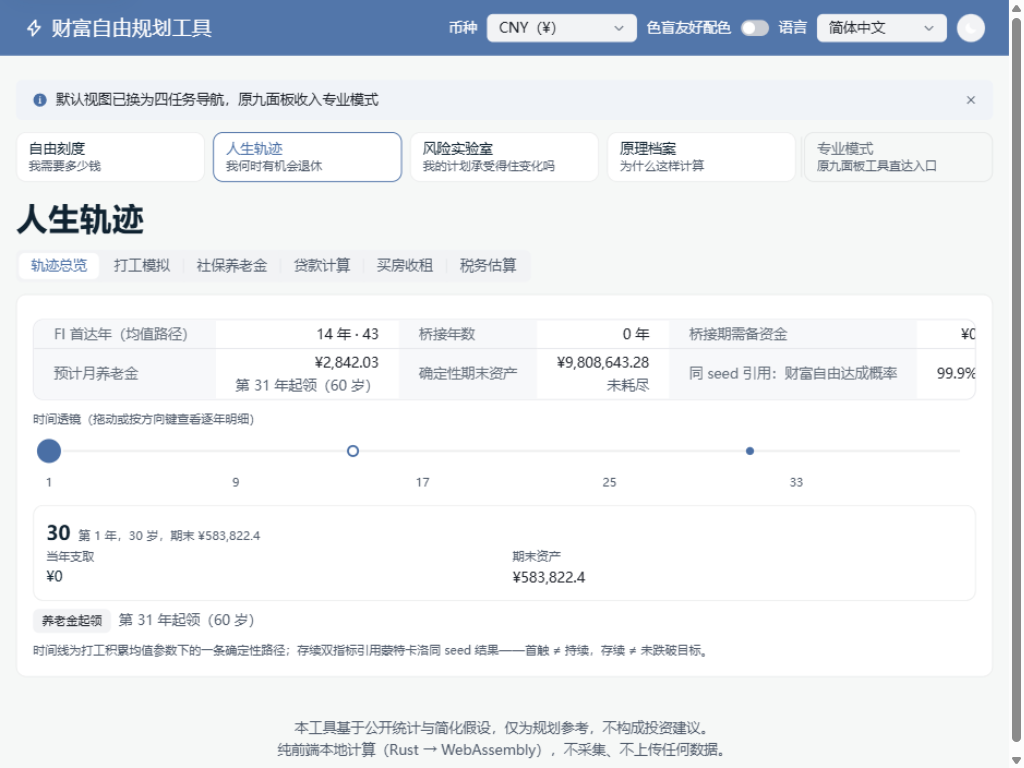 财富自由规划工具
币种
CNY（¥）
色盲友好配色
语言
简体中文
默认视图已换为四任务导航，原九面板收入专业模式
自由刻度
我需要多少钱
人生轨迹
我何时有机会退休
风险实验室
我的计划承受得住变化吗
原理档案
为什么这样计算
专业模式
原九面板工具直达入口
人生轨迹
轨迹总览
打工模拟
社保养老金
贷款计算
买房收租
税务估算
FI 首达年（均值路径）
14 年 · 43
桥接年数
0 年
桥接期需备资金
¥0
预计月养老金
¥2,842.03
第 31 年起领（60 岁）
确定性期末资产
¥9,808,643.28
未耗尽
同 seed 引用：财富自由达成概率
99.9%
时间透镜（拖动或按方向键查看逐年明细）
1
9
17
25
33
30 第 1 年，30 岁，期末 ¥583,822.4
当年支取
¥0
期末资产
¥583,822.4
养老金起领
第 31 年起领（60 岁）
时间线为打工积累均值参数下的一条确定性路径；存续双指标引用蒙特卡洛同 seed 结果——首触 ≠ 持续，存续 ≠ 未跌破目标。
本工具基于公开统计与简化假设，仅为规划参考，不构成投资建议。
纯前端本地计算（Rust → WebAssembly），不采集、不上传任何数据。